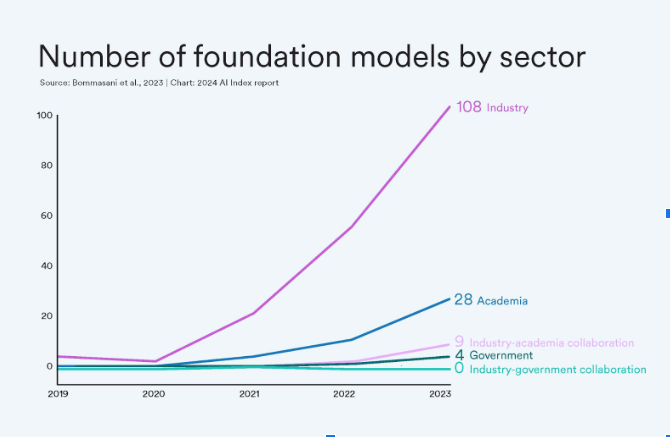 Number of foundation models by sector
Source: Bommasani et al., 2023 | Chart: 2024 AI Index report
100
108 Industry
80
60
40
28 Academia
20
9 Industry-academia collaboration
4 Government
0
0 Industry-government collaboration
2019 2020 2021 2022 2023